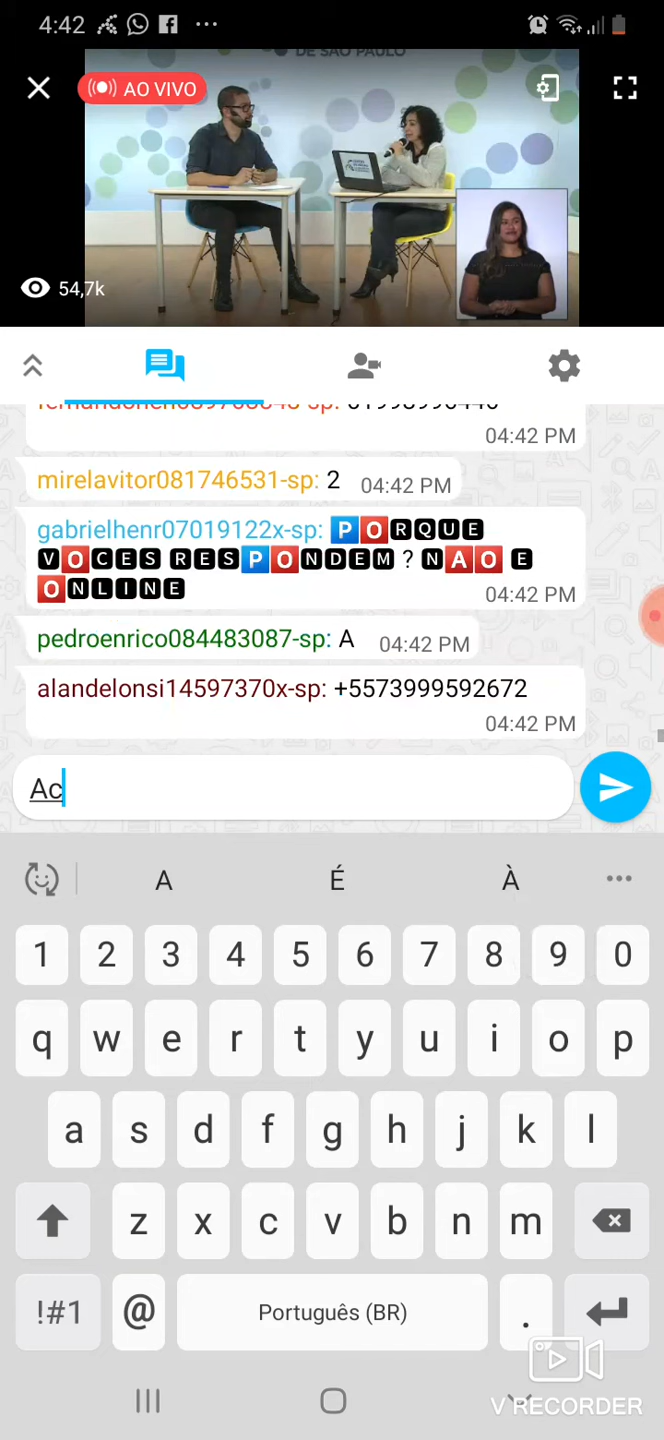 4:42
DE SÃO PAULO
AO VIVO
54,7k
04:42 PM
mirelavitor081746531-sp: 2 04:42 PM
gabrielhenr07019122x-sp: PORQUE
VOCES RESPONDEM ? NAO E
ONLINE 04:42 PM
pedroenrico084483087-sp: A 04:42 PM
alandelonsi14597370x-sp: +5573999592672
04:42 PM
Ac
A É À
1 2 3 4 5 6 7 8 9 0
q w e r t y u i o p
a s d f g h j k l
z x c v b n m
!#1 @ Português (BR) .
V RECORDER